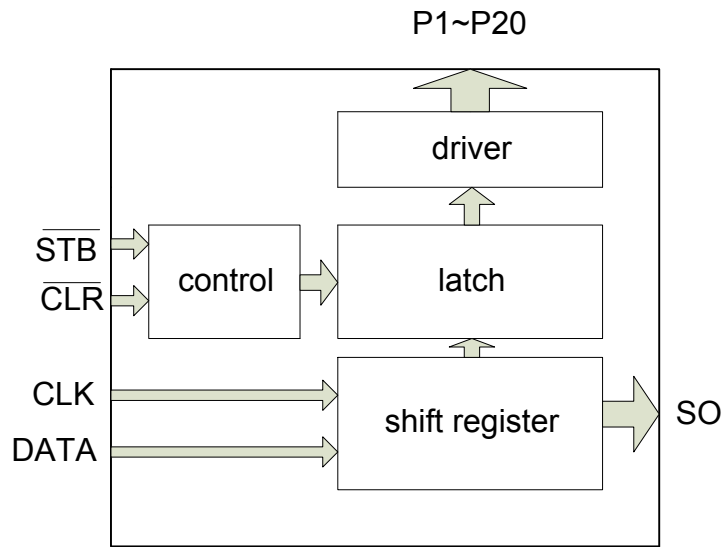 P1~P20
driver
STB
control
latch
CLR
CLK
shift register
SO
DATA